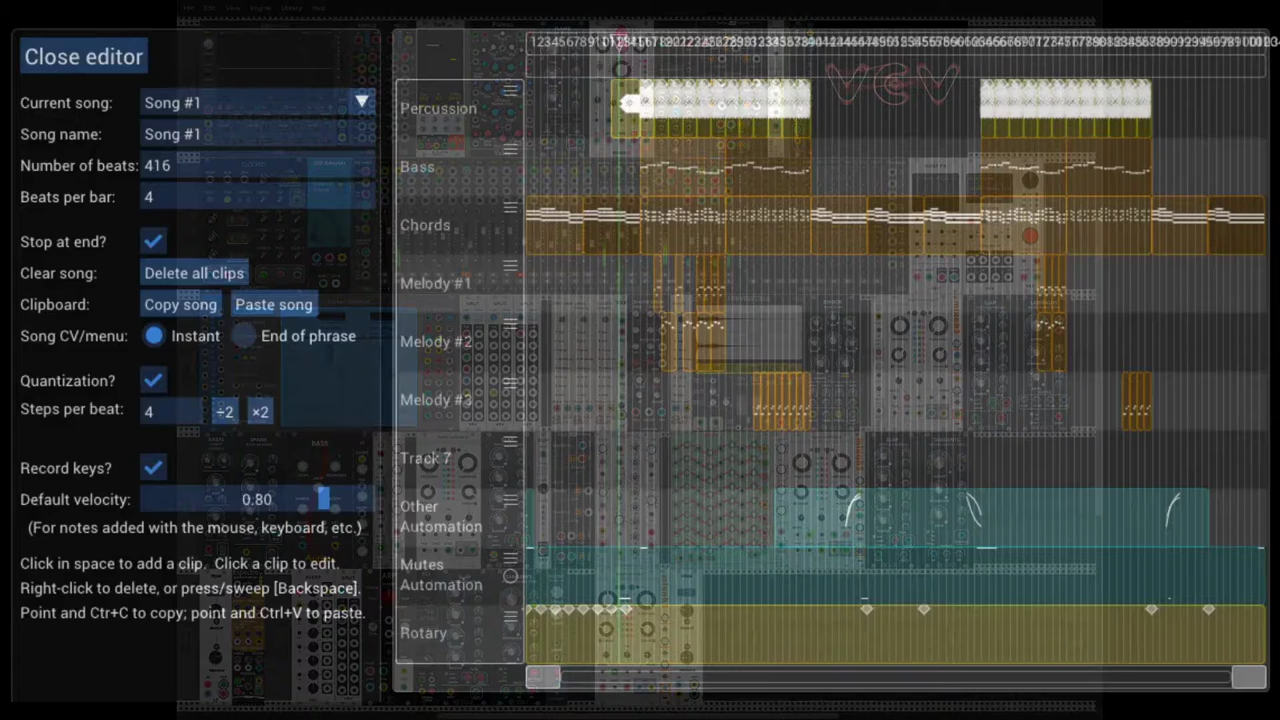 Close editor
Current song: Song #1
Song name: Song #1
Number of beats: 416
Beats per bar: 4
Stop at end?
Clear song: Delete all clips
Clipboard: Copy song Paste song
Song CV/menu: Instant End of phrase
Quantization?
Steps per beat: 4 ÷2 ×2
Record keys?
Default velocity: 0.80
(For notes added with the mouse, keyboard, etc.)
Click in space to add a clip. Click a clip to edit.
Right-click to delete, or press/sweep [Backspace].
Point and Ctr+C to copy; point and Ctrl+V to paste.
VCV
Percussion
Bass
Chords
Melody #1
Melody #2
Melody #3
Track 7
Other
Automation
Mutes
Automation
Rotary